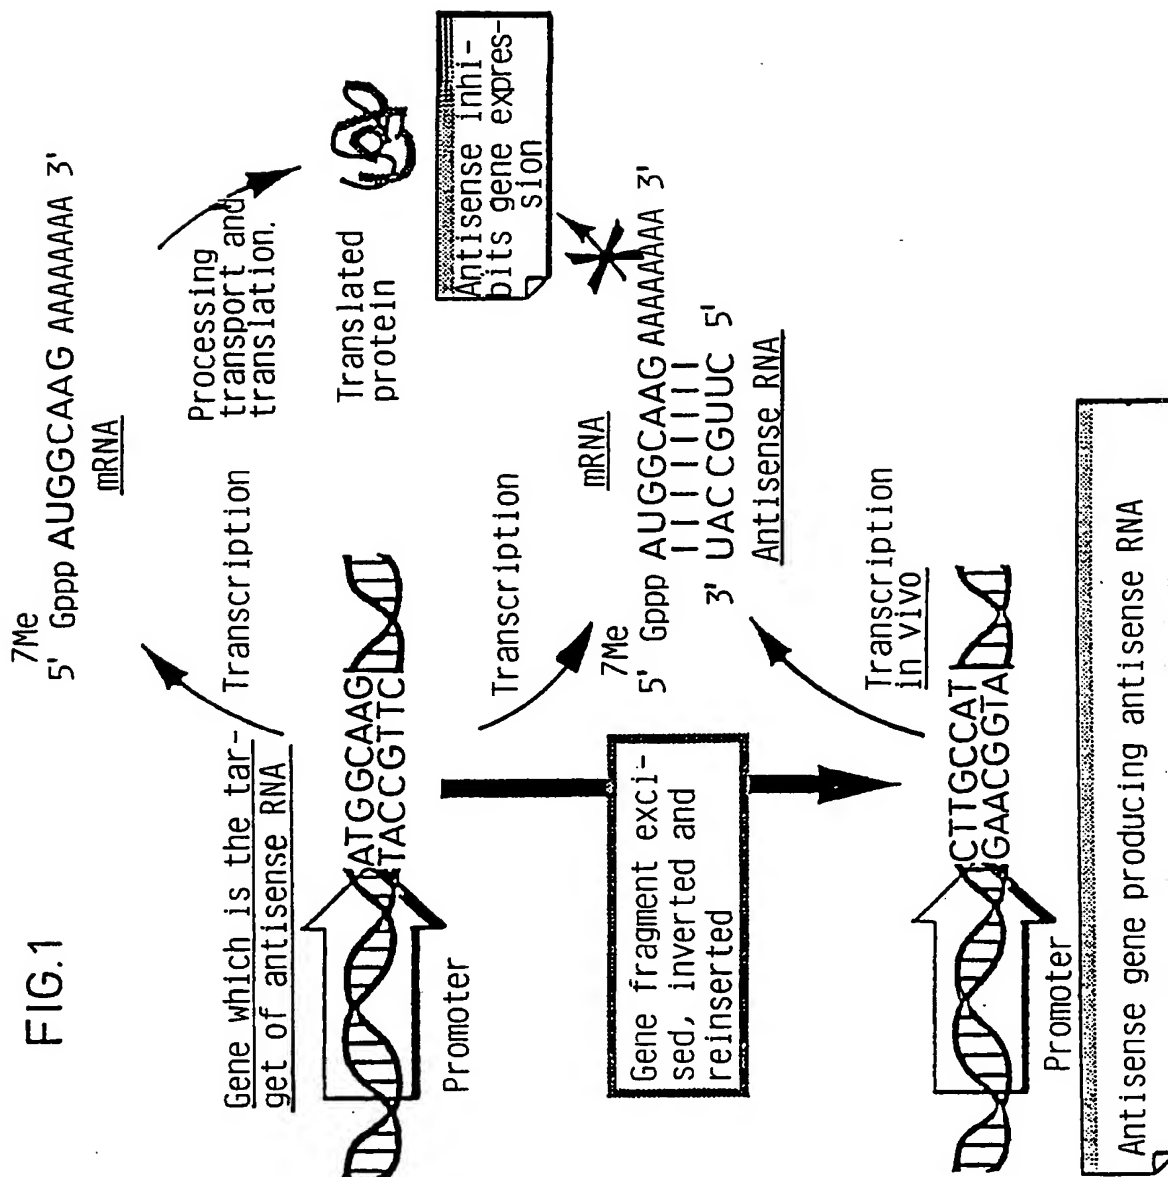 FIG.1
7Me
5' Gppp AUGGCAAG AAAAAAAA 3'
mRNA
Gene which is the tar-
get of antisense RNA
Transcription
Processing
transport and
translation.
ATGGCAAG
TACCGTTC
Promoter
Translated
protein
Transcription
Antisense inhi-
bits gene expres-
sion
mRNA
7Me
5' Gppp AUGGCAAG AAAAAAAA 3'
3' UACCGUUC 5'
Antisense RNA
Gene fragment exci-
sed, inverted and
reinserted
Transcription
in vivo
CTTGCCAT
GAACGGTA
Promoter
Antisense gene producing antisense RNA